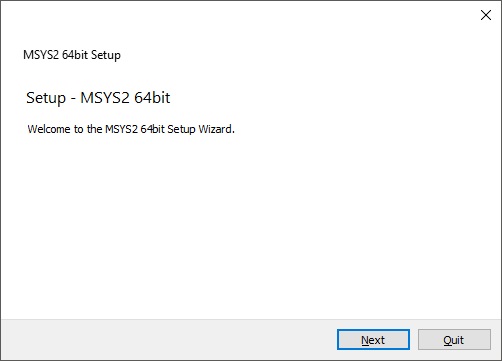 MSYS2 64bit Setup
Setup - MSYS2 64bit
Welcome to the MSYS2 64bit Setup Wizard.
Next
Quit